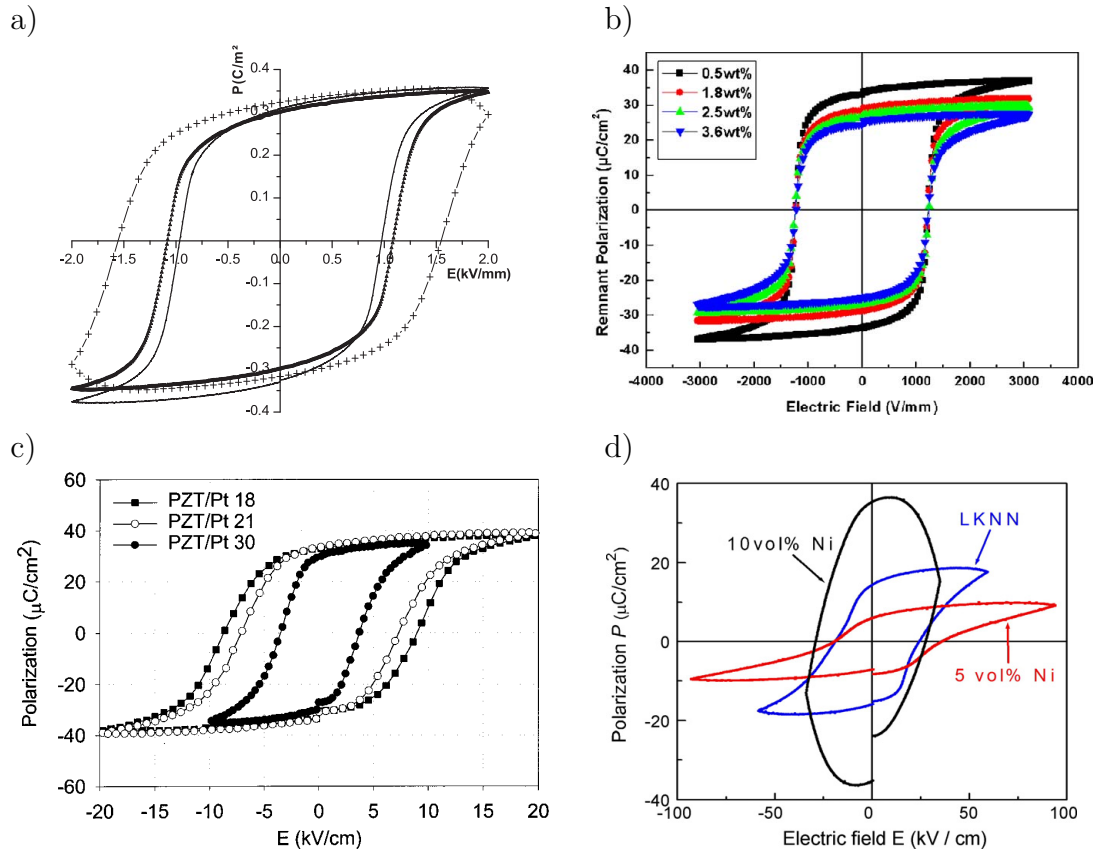 a)
P(C/m²
0.4
0.3
0.2
0.1
-2.0 -1.5 -1.0 -0.5 0.0 0.5 1.0 1.5 2.0
E(kV/mm)
-0.1
-0.2
-0.3
-0.4
b)
0.5wt%
1.8wt%
2.5wt%
3.6wt%
Remnant Polarization (µC/cm²)
40
30
20
10
0
-10
-20
-30
-40
-4000 -3000 -2000 -1000 0 1000 2000 3000 4000
Electric Field (V/mm)
c)
PZT/Pt 18
PZT/Pt 21
PZT/Pt 30
Polarization (µC/cm2)
60
40
20
0
-20
-40
-60
-20 -15 -10 -5 0 5 10 15 20
E (kV/cm)
d)
10vol% Ni
LKNN
5 vol% Ni
Polarization P (µC/cm²)
40
20
0
-20
-40
-100 -50 0 50 100
Electric field E (kV / cm)